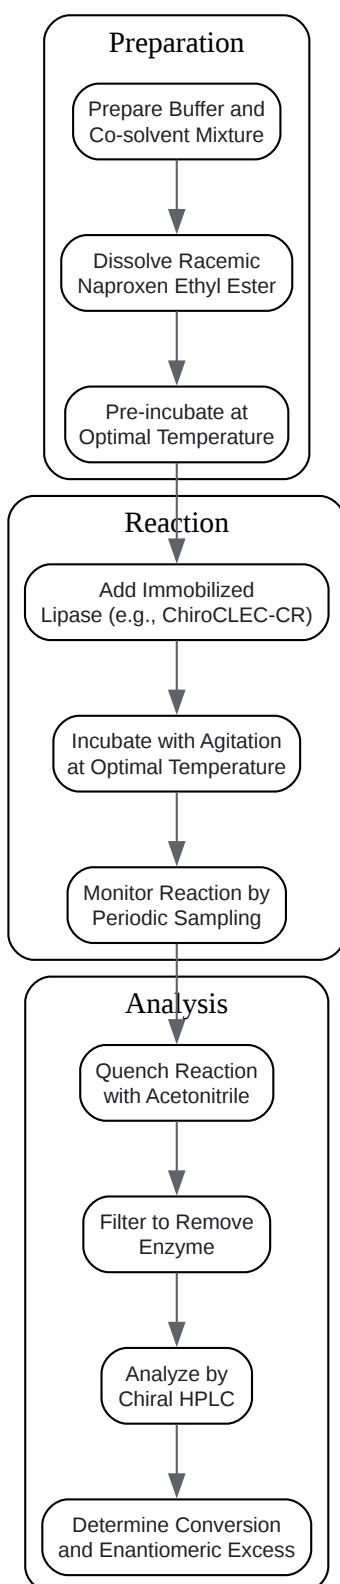 Preparation
Prepare Buffer and
Co-solvent Mixture
Dissolve Racemic
Naproxen Ethyl Ester
Pre-incubate at
Optimal Temperature
Reaction
Add Immobilized
Lipase (e.g., ChiroCLEC-CR)
Incubate with Agitation
at Optimal Temperature
Monitor Reaction by
Periodic Sampling
Analysis
Quench Reaction
with Acetonitrile
Filter to Remove
Enzyme
Analyze by
Chiral HPLC
Determine Conversion
and Enantiomeric Excess